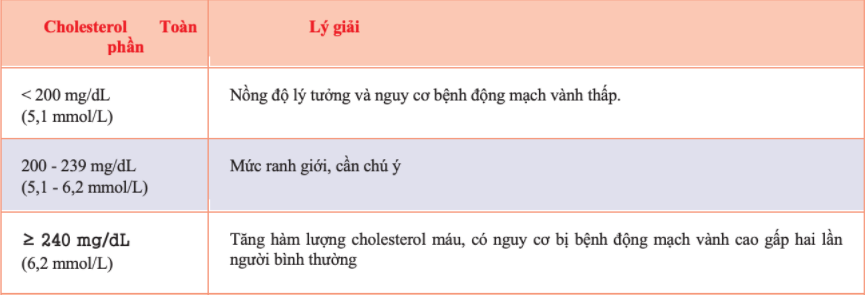 Cholesterol Toàn phần
Lý giải
< 200 mg/dL
(5,1 mmol/L)
Nồng độ lý tưởng và nguy cơ bệnh động mạch vành thấp.
200 - 239 mg/dL
(5,1 - 6,2 mmol/L)
Mức ranh giới, cần chú ý
≥ 240 mg/dL
(6,2 mmol/L)
Tăng hàm lượng cholesterol máu, có nguy cơ bị bệnh động mạch vành cao gấp hai lần
người bình thường